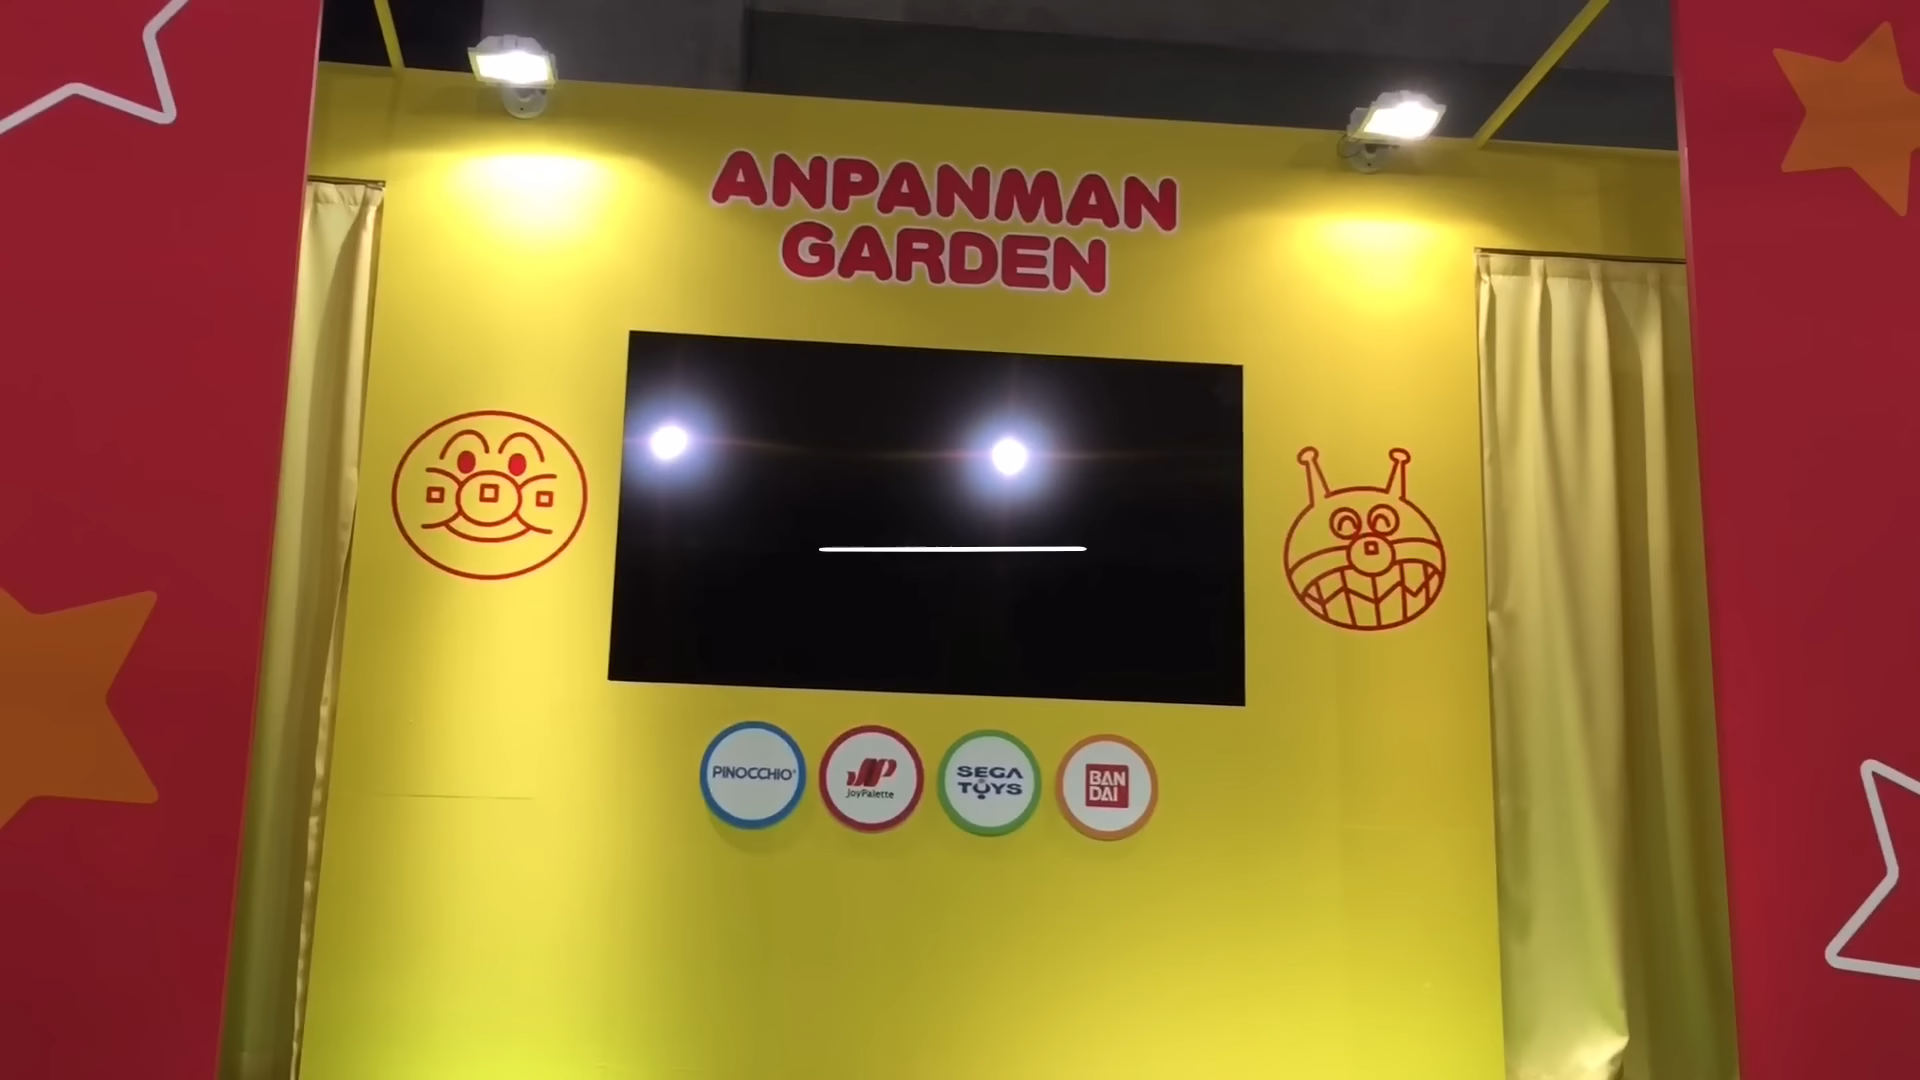 ANPANMAN
GARDEN
PINOCCHIO®
JoyPalette
SEGA
TOYS
BAN
DAI